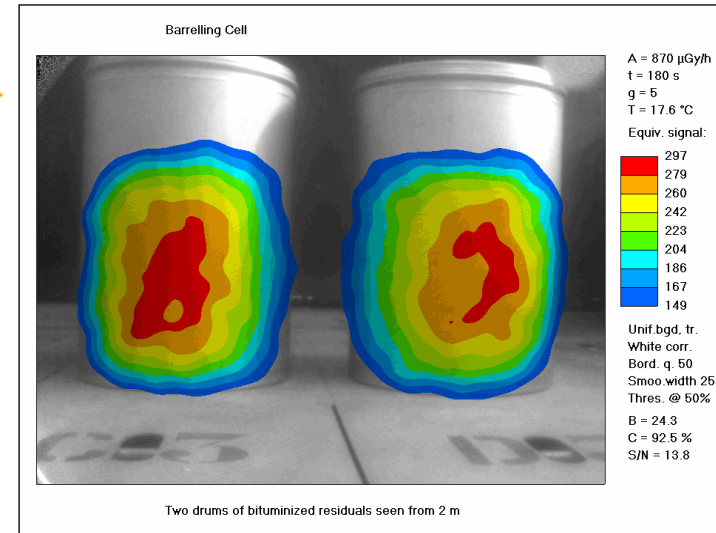 Barrelling Cell
A = 870 µGy/h
t = 180 s
g = 5
T = 17.6 °C
Equiv. signal:
297
279
260
242
223
204
186
167
149
Unif.bgd, tr.
White corr.
Bord. q. 50
Smoo.width 25
Thres. @ 50%
B = 24.3
C = 92.5 %
S/N = 13.8
Two drums of bituminized residuals seen from 2 m